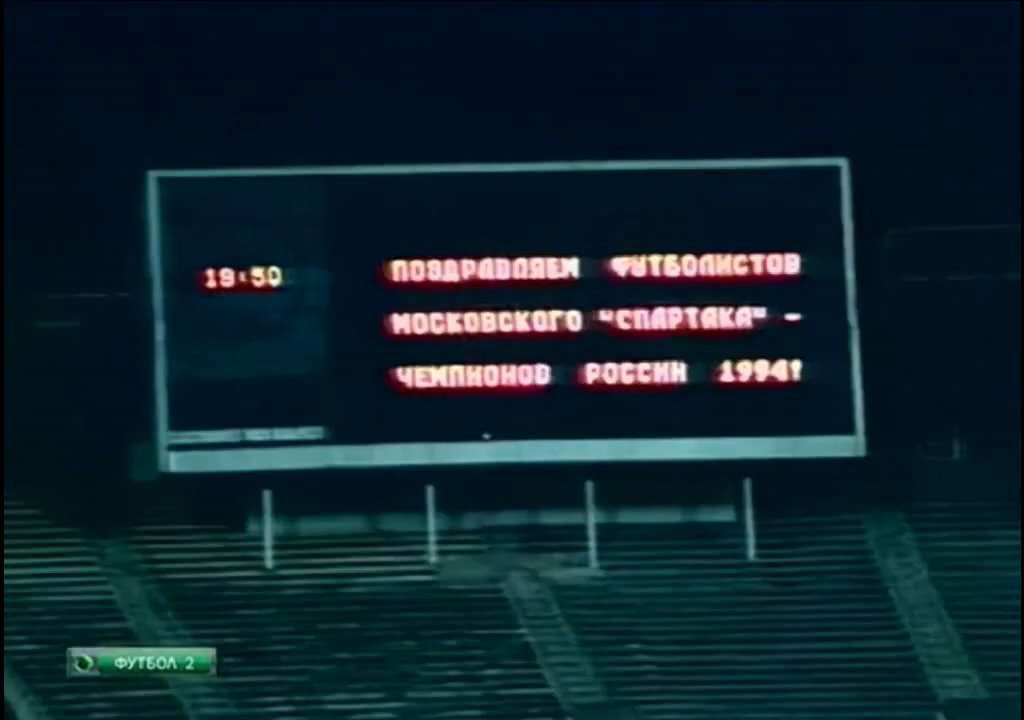 19:50
ПОЗДРАВЛЯЕМ ФУТБОЛИСТОВ
МОСКОВСКОГО "СПАРТАКА" -
ЧЕМПИОНОВ РОССИИ 1994!
ФУТБОЛ 2